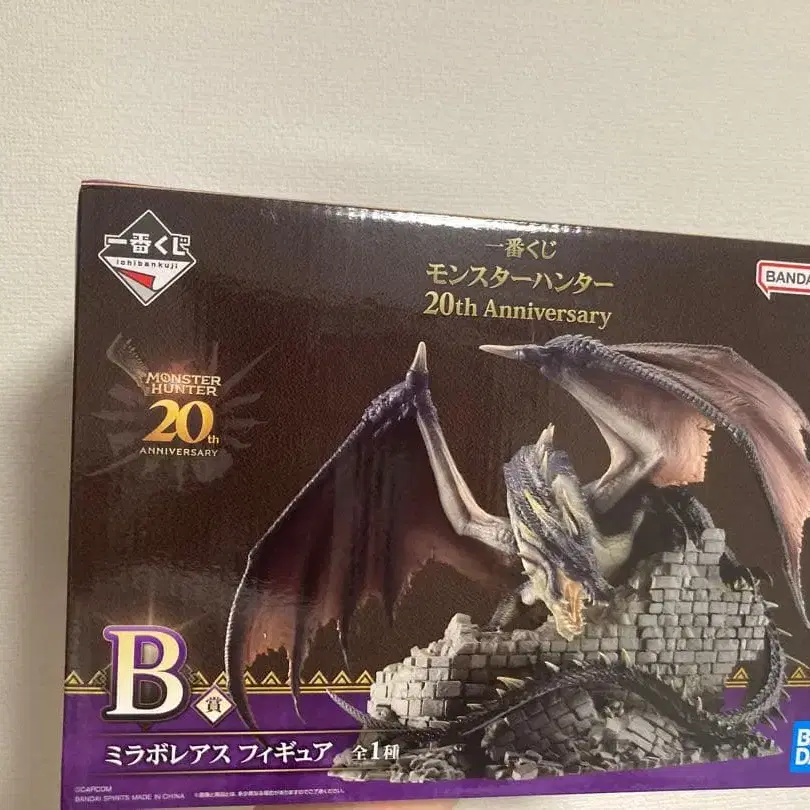 一番くじ
ichibankuji
一番くじ
モンスターハンター
20th Anniversary
BANDA
MONSTER
HUNTER
20th
ANNIVERSARY
B賞
ミラボレアス フィギュア 全1種
©CAPCOM
BANDAI SPIRITS MADE IN CHINA